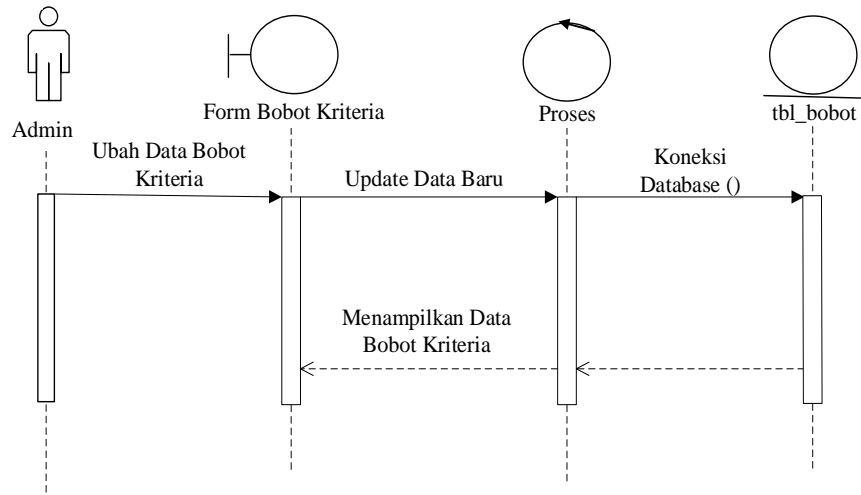 Admin
Form Bobot Kriteria
Proses
tbl_bobot
Ubah Data Bobot
Kriteria
Update Data Baru
Koneksi
Database ()
Menampilkan Data
Bobot Kriteria